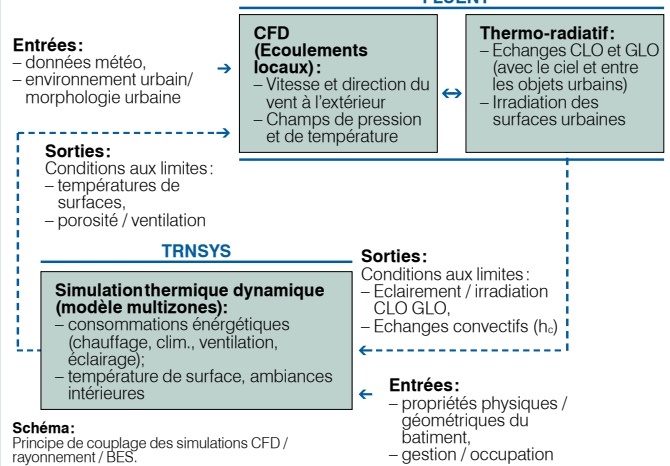 FLUENT
Entrées:
– données météo,
– environnement urbain/
morphologie urbaine
CFD
(Ecoulements
locaux):
– Vitesse et direction du
vent à l'extérieur
– Champs de pression
et de température
Thermo-radiatif:
– Echanges CLO et GLO
(avec le ciel et entre
les objets urbains)
– Irradiation des
surfaces urbaines
Sorties:
Conditions aux limites:
– températures de
surfaces,
– porosité / ventilation
TRNSYS
Simulation thermique dynamique
(modèle multizones):
– consommations énérgétiques
(chauffage, clim., ventilation,
éclairage);
– température de surface, ambiances
intérieures
Sorties:
Conditions aux limites:
– Eclairement / irradiation
CLO GLO,
– Echanges convectifs (hc)
Entrées:
– propriétés physiques /
géométriques du
batiment,
– gestion / occupation
Schéma:
Principe de couplage des simulations CFD /
rayonnement / BES.